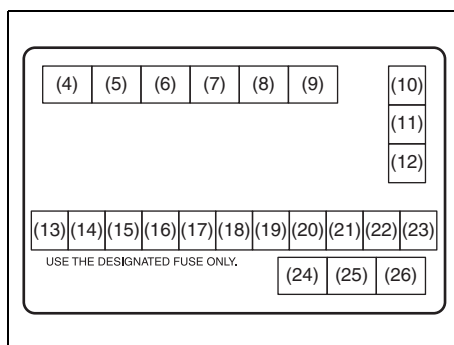 (4) (5) (6) (7) (8) (9) (10)
(11)
(12)
(13) (14) (15) (16) (17) (18) (19) (20) (21) (22) (23)
USE THE DESIGNATED FUSE ONLY.
(24) (25) (26)